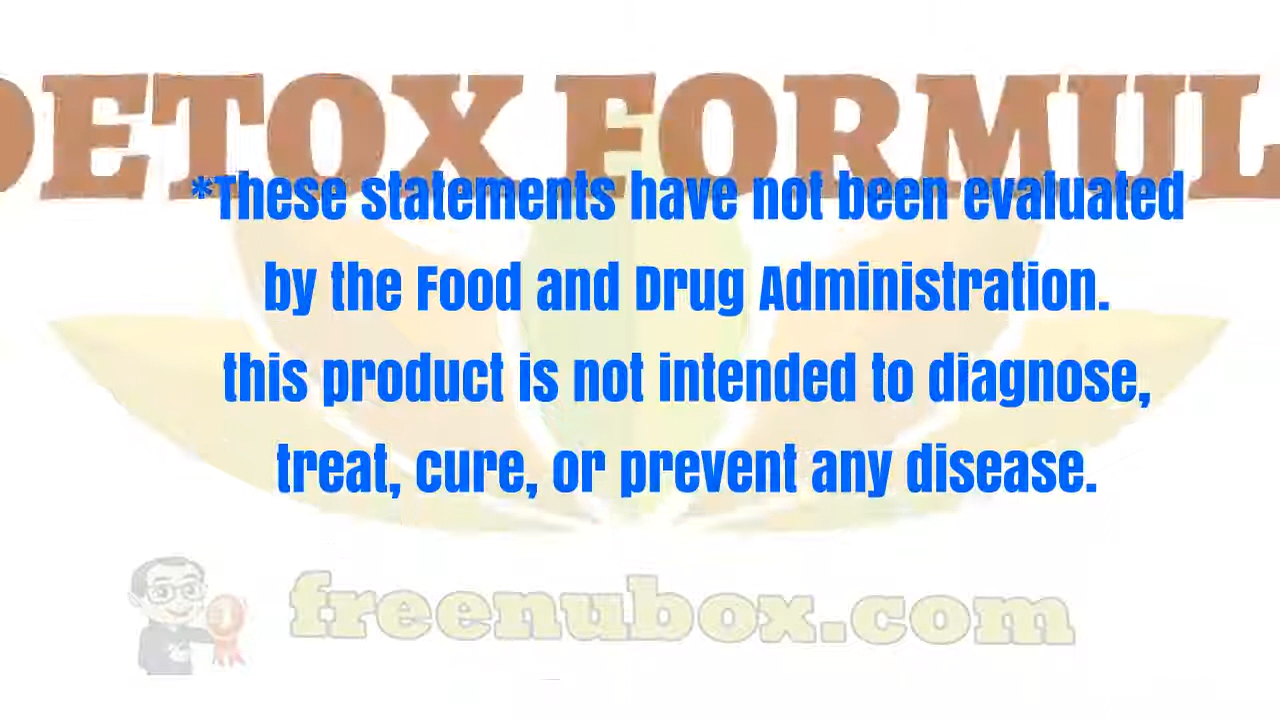 DETOX FORMUL
*These statements have not been evaluated
by the Food and Drug Administration.
this product is not intended to diagnose,
treat, cure, or prevent any disease.
freenubox.com